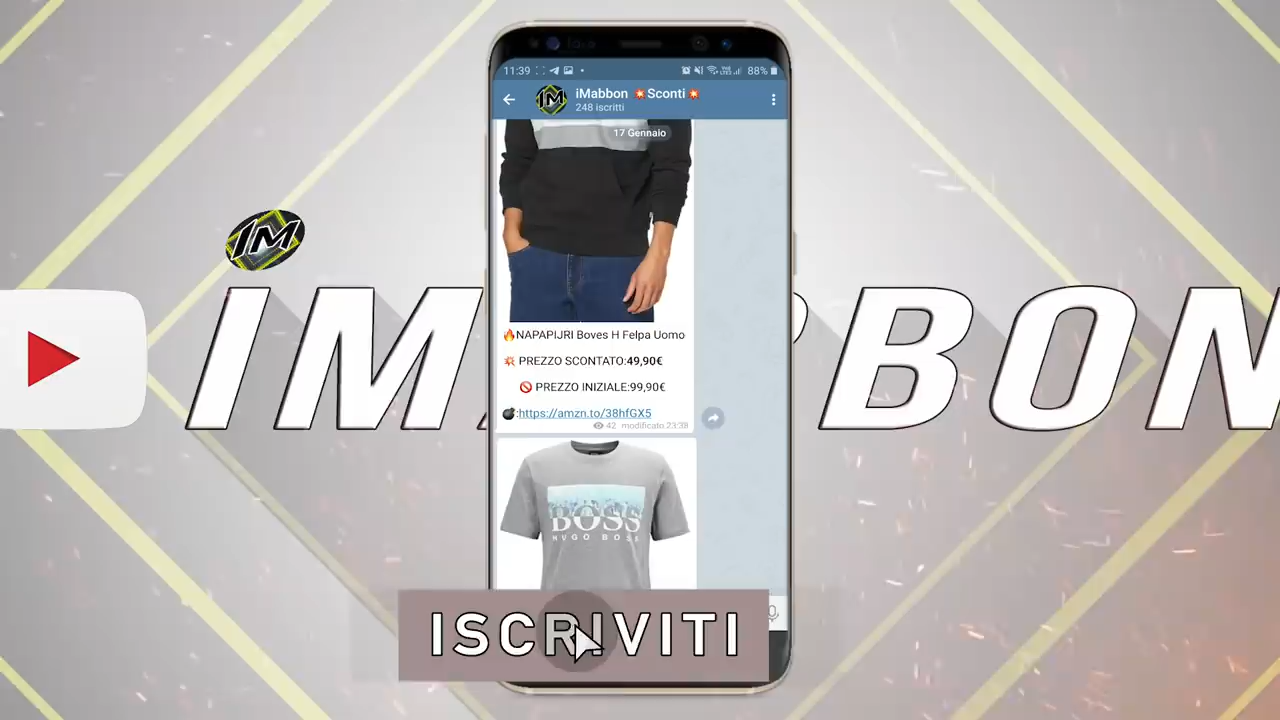 11:39
88%
iMabbon 💥Sconti💥
248 iscritti
17 Gennaio
IM
IM
🔥NAPAPIJRI Boves H Felpa Uomo
💥 PREZZO SCONTATO:49,90€
🚫 PREZZO INIZIALE:99,90€
💣:https://amzn.to/38hfGX5
42 modificato 23:38
BOSS
HUGO BOSS
ISCRIVITI